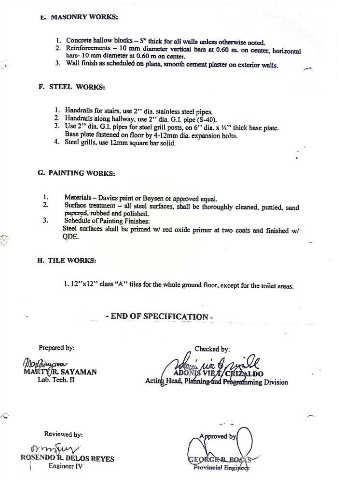 E. MASONRY WORKS:
1. Concrete hallow blocks – 5" thick for all walls unless otherwise noted.
2. Reinforcements – 10 mm diameter vertical bars at 0.60 m. on center, horizontal
bars- 10 mm diameter at 0.60 m on center.
3. Wall finish as scheduled on plans, smooth cement plaster on exterior walls.
F. STEEL WORKS:
1. Handrails for stairs, use 2" dia. stainless steel pipes.
2. Handrails along hallway, use 2" dia. G.I. pipe (S-40).
3. Use 2" dia. G.I. pipes for steel grill posts, on 6" dia. x ¼" thick base plate.
Base plate fastened on floor by 4-12mm dia. expansion bolts.
4. Steel grills, use 12mm square bar solid.
G. PAINTING WORKS:
1. Materials – Davies paint or Boysen or approved equal.
2. Surface treatment – all steel surfaces, shall be thoroughly cleaned, puttied, sand
papered, rubbed and polished.
3. Schedule of Painting Finishes:
Steel surfaces shall be primed w/ red oxide primer at two coats and finished w/
QDE.
H. TILE WORKS:
1. 12"x12" class "A" tiles for the whole ground floor, except for the toilet areas.
- END OF SPECIFICATION -
Prepared by:
Checked by:
MARTY R. SAYAMAN
Lab. Tech. II
ADONIS VIE T. CRIZALDO
Acting Head, Planning and Programming Division
Reviewed by:
Approved by:
ROSENDO R. DELOS REYES
Engineer IV
GEORGE B.
Provincial Engineer